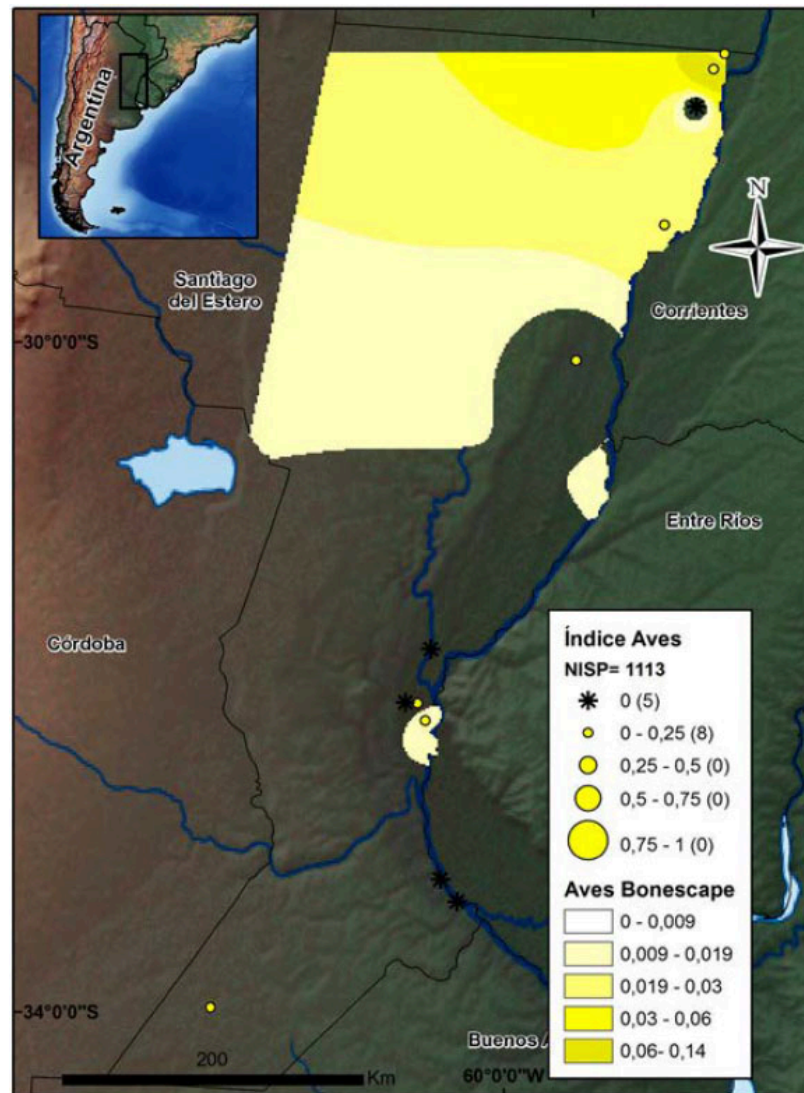 Argentina
N
Santiago
del Estero
Corrientes
30°0'0"S
Entre Ríos
Córdoba
Índice Aves
NISP= 1113
0 (5)
0 - 0,25 (8)
0,25 - 0,5 (0)
0,5 - 0,75 (0)
0,75 - 1 (0)
Aves Bonescape
0 - 0,009
0,009 - 0,019
0,019 - 0,03
0,03 - 0,06
0,06- 0,14
34°0'0"S
Buenos A
200
Km
60°0'0"W